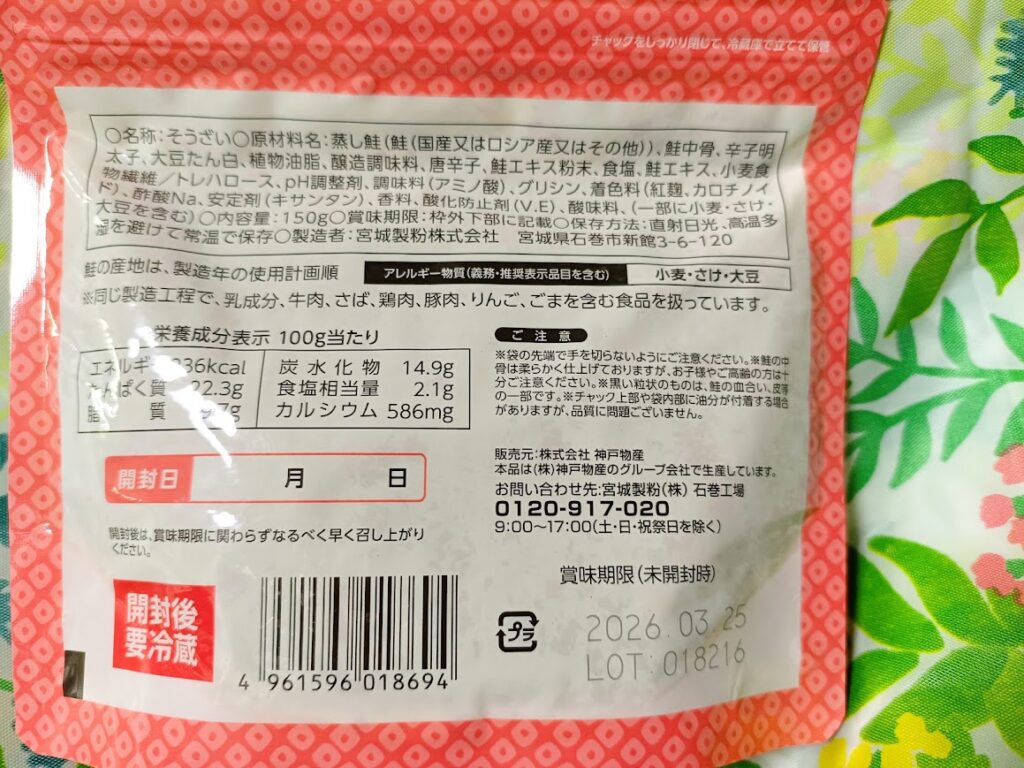 チャックをしっかり閉じて、冷蔵庫で立てて保管
○名称：そうざい○原材料名：蒸し鮭（鮭（国産又はロシア産又はその他））、鮭中骨、辛子明
太子、大豆たん白、植物油脂、醸造調味料、唐辛子、鮭エキス粉末、食塩、鮭エキス、小麦食
物繊維／トレハロース、pH調整剤、調味料（アミノ酸）、グリシン、着色料（紅麹、カロチノイ
ド）、酢酸Na、安定剤（キサンタン）、香料、酸化防止剤（V.E）、酸味料、（一部に小麦・さけ・
大豆を含む）○内容量：150g○賞味期限：枠外下部に記載○保存方法：直射日光、高温多
湿を避けて常温で保存○製造者：宮城製粉株式会社 宮城県石巻市新館3-6-120
鮭の産地は、製造年の使用計画順
アレルギー物質（義務・推奨表示品目を含む） 小麦・さけ・大豆
※同じ製造工程で、乳成分、牛肉、さば、鶏肉、豚肉、りんご、ごまを含む食品を扱っています。
栄養成分表示 100g当たり
エネルギー 36kcal 炭水化物 14.9g
たんぱく質 22.3g 食塩相当量 2.1g
脂質 カルシウム 586mg
ご注意
※袋の先端で手を切らないようにご注意ください。※鮭の中
骨は柔らかく仕上げておりますが、お子様やご高齢の方は十
分ご注意ください。※黒い粒状のものは、鮭の血合い、皮等
の一部です。※チャック上部や袋内部に油分が付着する場合
がありますが、品質に問題ございません。
販売元：株式会社 神戸物産
本品は（株）神戸物産のグループ会社で生産しています。
お問い合わせ先：宮城製粉（株） 石巻工場
0120-917-020
9:00～17:00（土・日・祝祭日を除く）
開封日 月 日
開封後は、賞味期限に関わらずなるべく早く召し上がり
ください。
開封後
要冷蔵
4 961596 018694
プラ
賞味期限（未開封時）
2026.03.25
LOT:018216